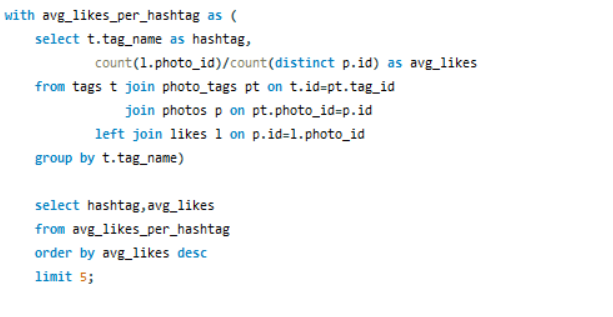 with avg_likes_per_hashtag as (
select t.tag_name as hashtag,
count(l.photo_id)/count(distinct p.id) as avg_likes
from tags t join photo_tags pt on t.id=pt.tag_id
join photos p on pt.photo_id=p.id
left join likes l on p.id=l.photo_id
group by t.tag_name)
select hashtag,avg_likes
from avg_likes_per_hashtag
order by avg_likes desc
limit 5;